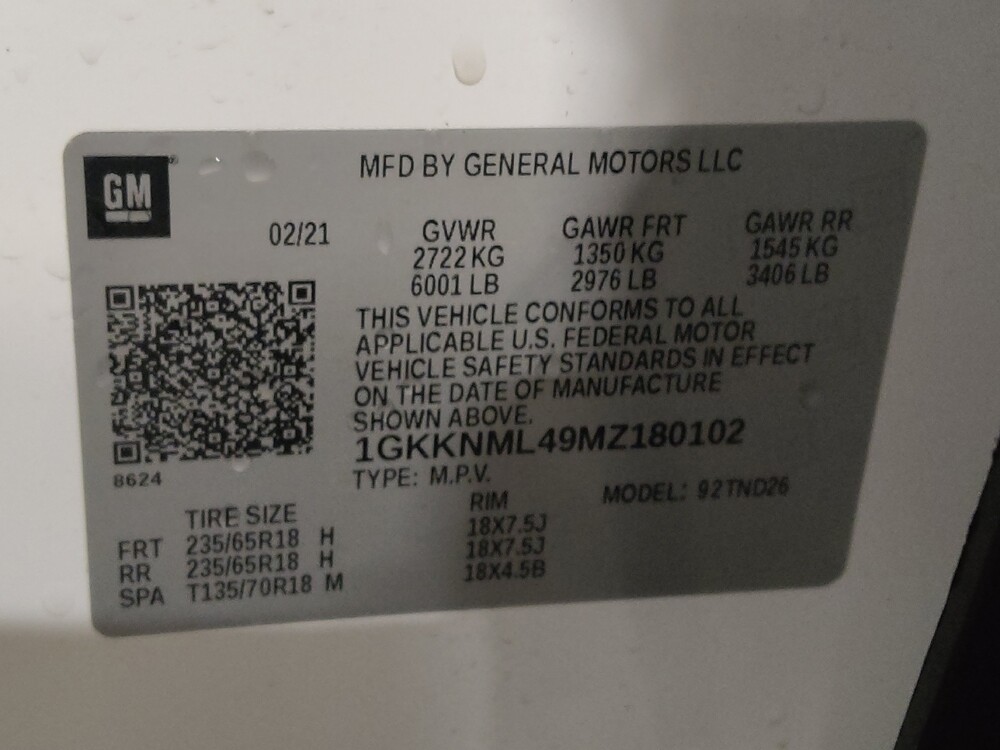 GM
MFD BY GENERAL MOTORS LLC
02/21
GVWR GAWR FRT GAWR RR
2722 KG 1350 KG 1545 KG
6001 LB 2976 LB 3406 LB
THIS VEHICLE CONFORMS TO ALL
APPLICABLE U.S. FEDERAL MOTOR
VEHICLE SAFETY STANDARDS IN EFFECT
ON THE DATE OF MANUFACTURE
SHOWN ABOVE.
1GKKNML49MZ180102
8624
TYPE: M.P.V. MODEL: 92TND26
TIRE SIZE RIM
FRT 235/65R18 H 18X7.5J
RR 235/65R18 H 18X7.5J
SPA T135/70R18 M 18X4.5B